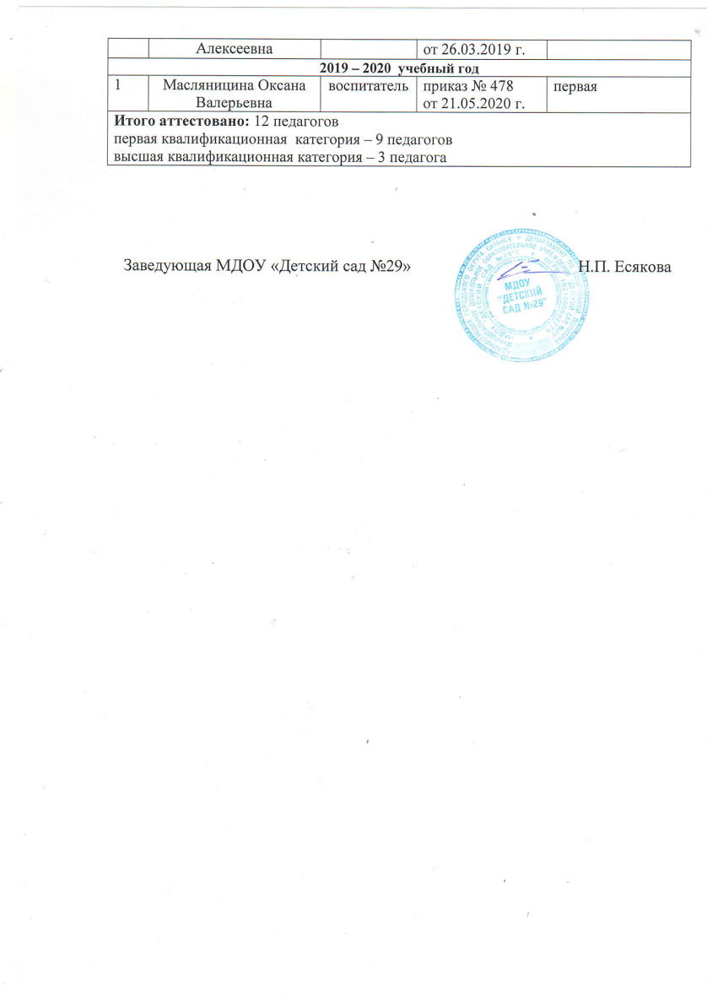 Алексеевна от 26.03.2019 г.
2019 – 2020 учебный год
1 Масляницина Оксана воспитатель приказ № 478 первая
Валерьевна от 21.05.2020 г.
Итого аттестовано: 12 педагогов
первая квалификационная категория – 9 педагогов
высшая квалификационная категория – 3 педагога
Заведующая МДОУ «Детский сад №29» Н.П. Есякова
МДОУ
"ДЕТСКИЙ
САД №29"